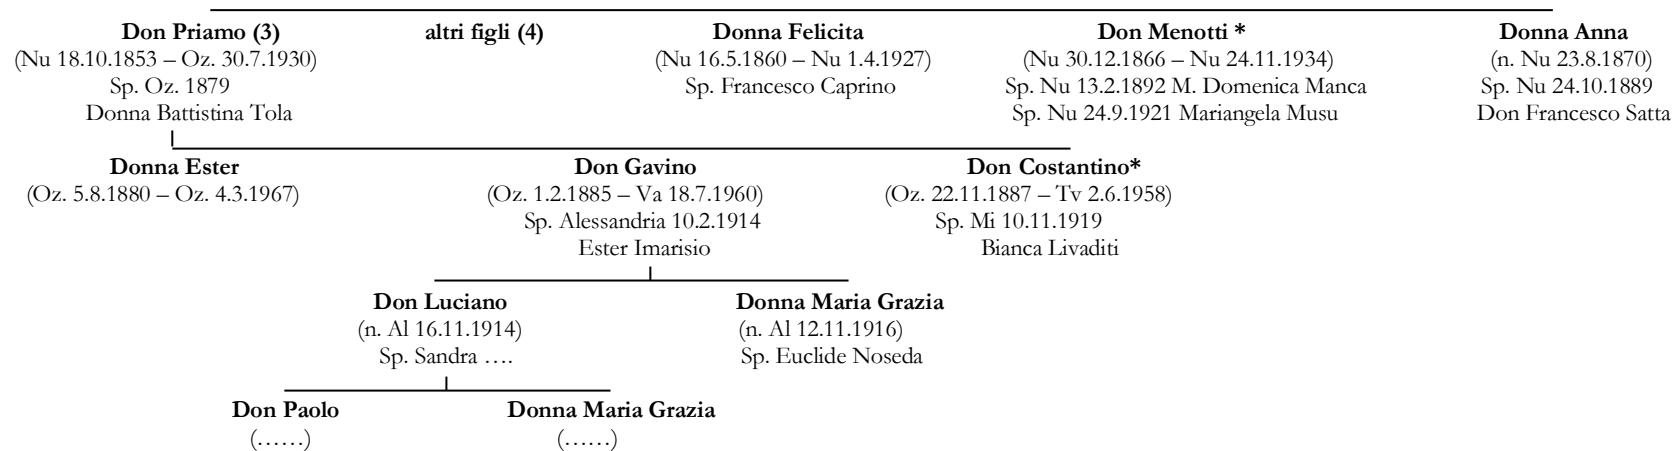 Don Priamo (3) altri figli (4) Donna Felicita Don Menotti * Donna Anna
(Nu 18.10.1853 – Oz. 30.7.1930) (Nu 16.5.1860 – Nu 1.4.1927) (Nu 30.12.1866 – Nu 24.11.1934) (n. Nu 23.8.1870)
Sp. Oz. 1879 Sp. Francesco Caprino Sp. Nu 13.2.1892 M. Domenica Manca Sp. Nu 24.10.1889
Donna Battistina Tola Sp. Nu 24.9.1921 Mariangela Musu Don Francesco Satta
Donna Ester Don Gavino Don Costantino*
(Oz. 5.8.1880 – Oz. 4.3.1967) (Oz. 1.2.1885 – Va 18.7.1960) (Oz. 22.11.1887 – Tv 2.6.1958)
Sp. Alessandria 10.2.1914 Sp. Mi 10.11.1919
Ester Imarisio Bianca Livaditi
Don Luciano Donna Maria Grazia
(n. Al 16.11.1914) (n. Al 12.11.1916)
Sp. Sandra …. Sp. Euclide Noseda
Don Paolo Donna Maria Grazia
(……) (……)